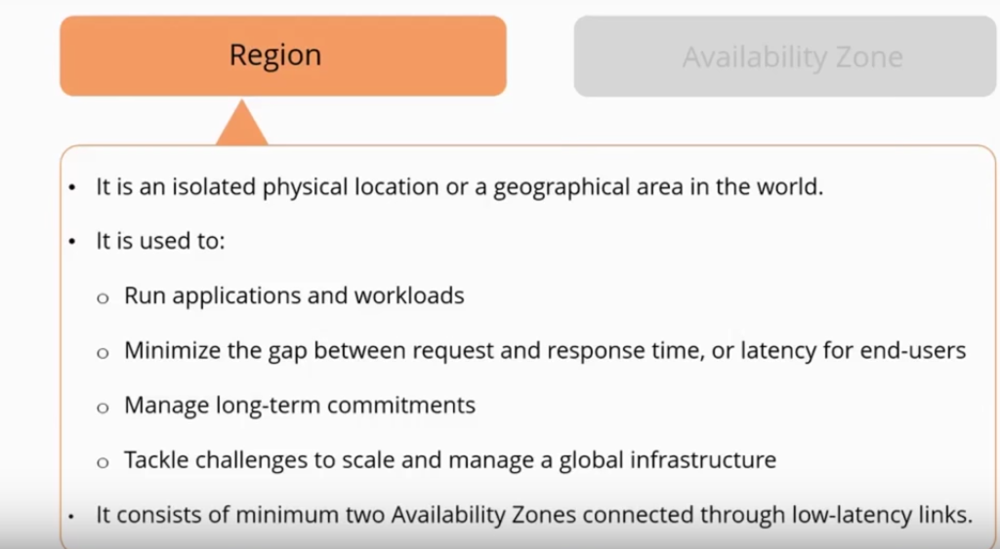 Region
Availability Zone
• It is an isolated physical location or a geographical area in the world.
• It is used to:
o Run applications and workloads
o Minimize the gap between request and response time, or latency for end-users
o Manage long-term commitments
o Tackle challenges to scale and manage a global infrastructure
• It consists of minimum two Availability Zones connected through low-latency links.